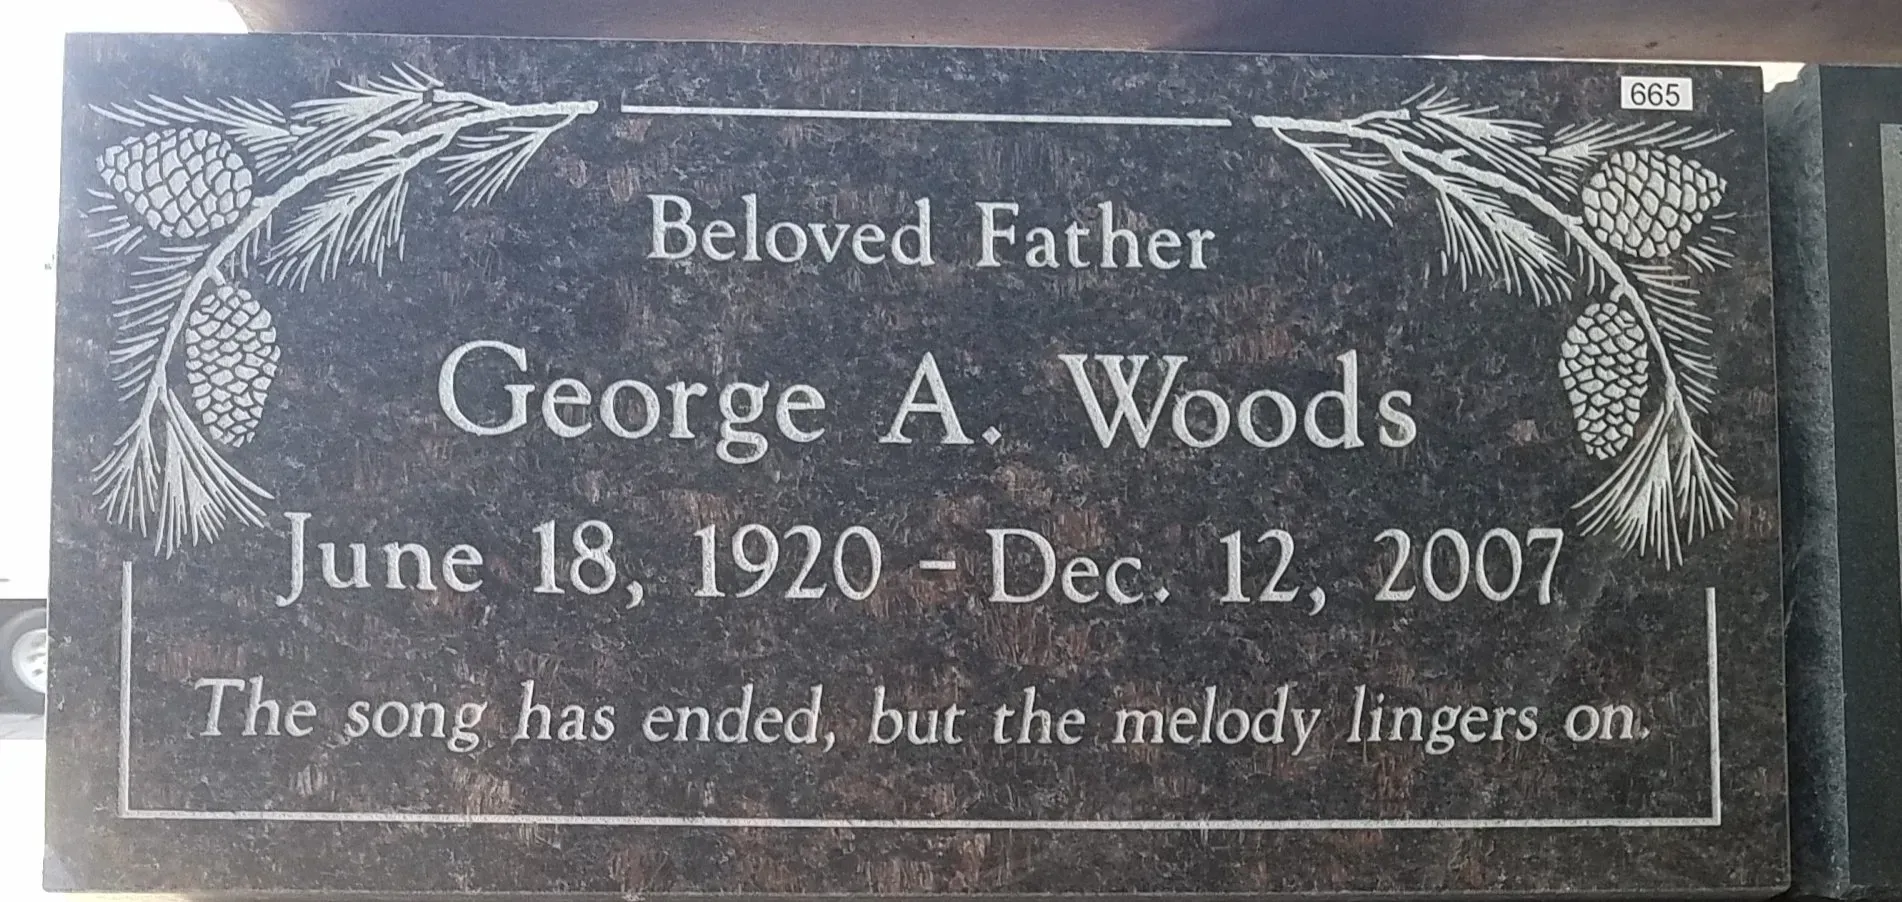 665
Beloved Father
George A. Woods
June 18, 1920 - Dec. 12, 2007
The song has ended, but the melody lingers on.